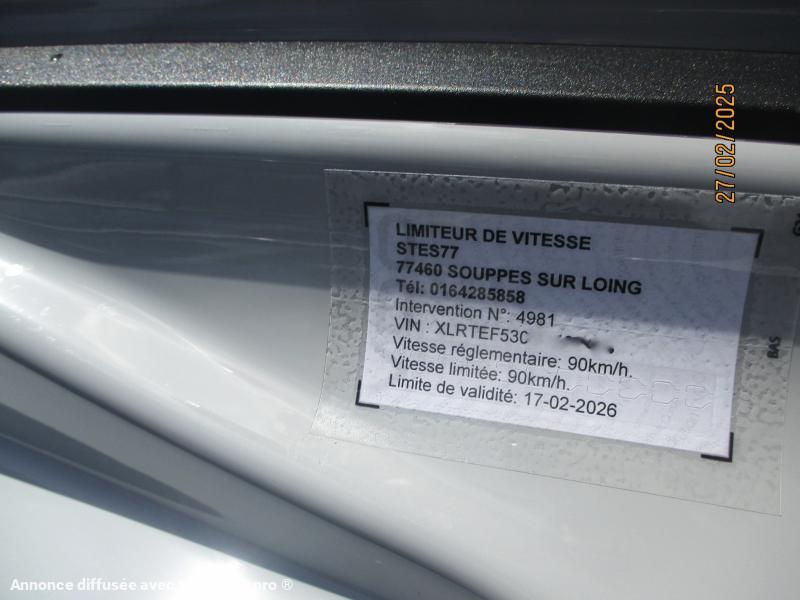 27/02/2025
LIMITEUR DE VITESSE
STES77
77460 SOUPPES SUR LOING
Tél: 0164285858
Intervention N°: 4981
VIN : XLRTEF530
Vitesse réglementaire: 90km/h.
Vitesse limitée: 90km/h.
Limite de validité: 17-02-2026
BAS
Annonce diffusée avec pro ®